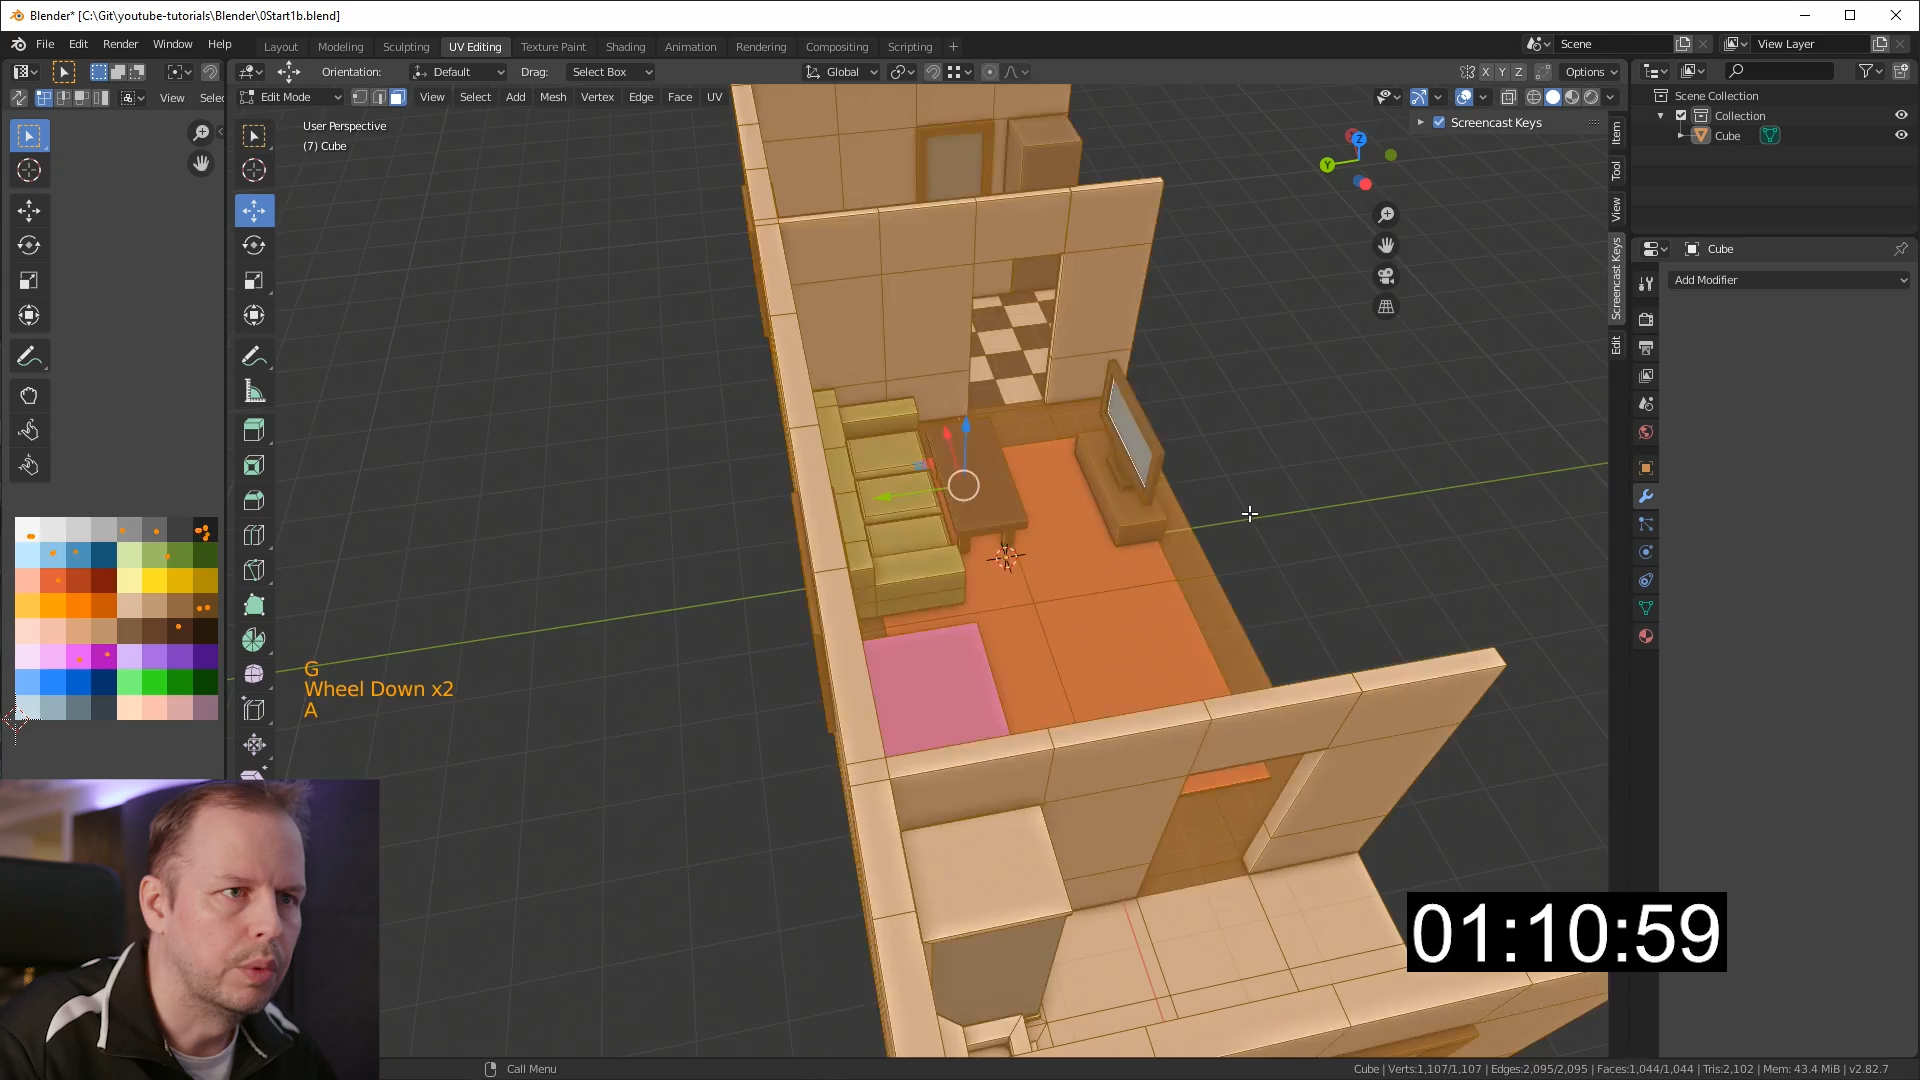 Blender* [C:\Git\youtube-tutorials\Blender\0Start1b.blend]
File Edit Render Window Help
Layout Modeling Sculpting UV Editing Texture Paint Shading Animation Rendering Compositing Scripting +
Scene
View Layer
Orientation: Default Drag: Select Box
Global
X Y Z Options
View Selec
Edit Mode View Select Add Mesh Vertex Edge Face UV
User Perspective
(7) Cube
Screencast Keys
Z
Y
Item
Tool
View
Screencast Keys
Edit
Scene Collection
Collection
Cube
Cube
Add Modifier
G
Wheel Down x2
A
01:10:59
Call Menu
Cube | Verts:1,107/1,107 | Edges:2,095/2,095 | Faces:1,044/1,044 | Tris:2,102 | Mem: 43.4 MiB | v2.82.7